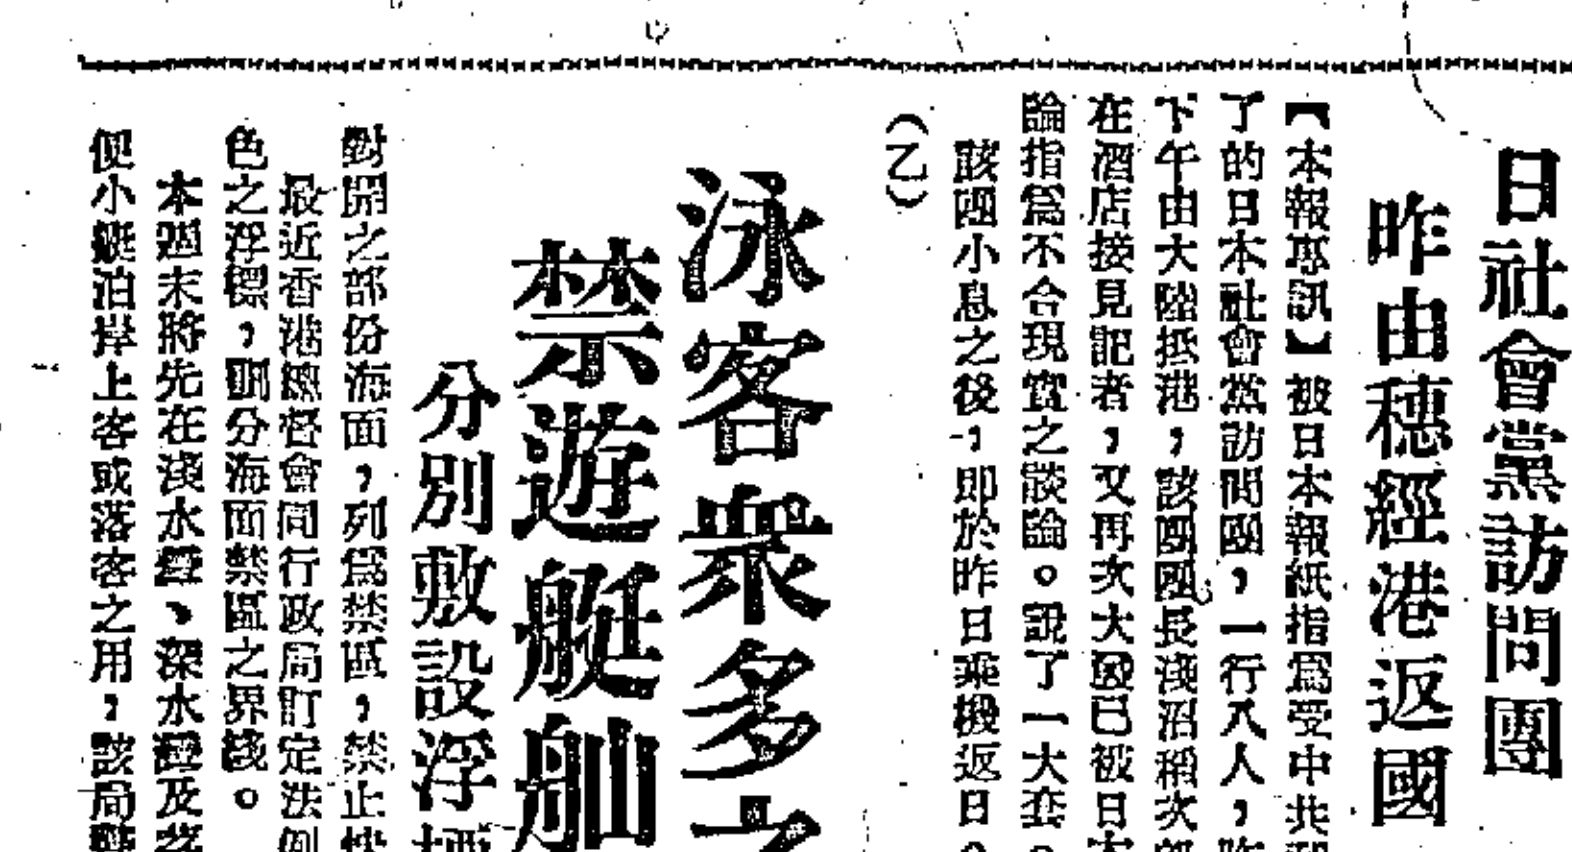 日社會黨訪問團
昨由穗經港返國
【本報專訊】被日本報紙指爲受中共
了的日本社會黨訪問團，一行八人，昨
下午由大陸抵港，該團團長淺沼稻次郎
在酒店接見記者，又再次大國已被日本
論指爲不合現實之談論。說了一大套。
該團小息之後，即於昨日乘機返日。
（乙）
泳客衆多之
禁遊艇舢
分別敷設浮標
對開之部份海面，列爲禁區，禁止快
最近香港總督會同行政局訂定法例
色之浮標，劃分海面禁區之界綫。
本週末將先在淺水灣、深水灣及
便小艇泊岸上客或落客之用，該局